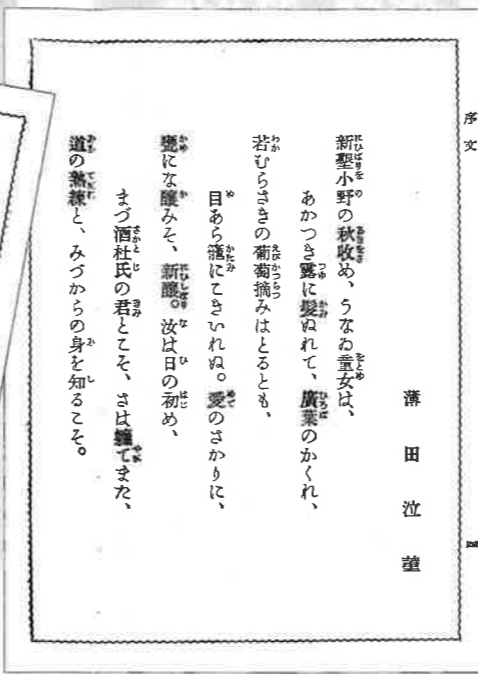 序文
薄田泣菫
新墾小野の秋收め、うなゐ童女は、
あかつき露に髮ぬれて、廣葉のかくれ、
若むらさきの葡萄摘みはとるとも、
目あら籠にこきいれぬ。愛のさかりに、
甕にな釀みそ、新釀。汝は日の初め、
まづ酒杜氏の君とこそ、さは纏てまた、
道の熟練と、みづからの身を知るこそ。